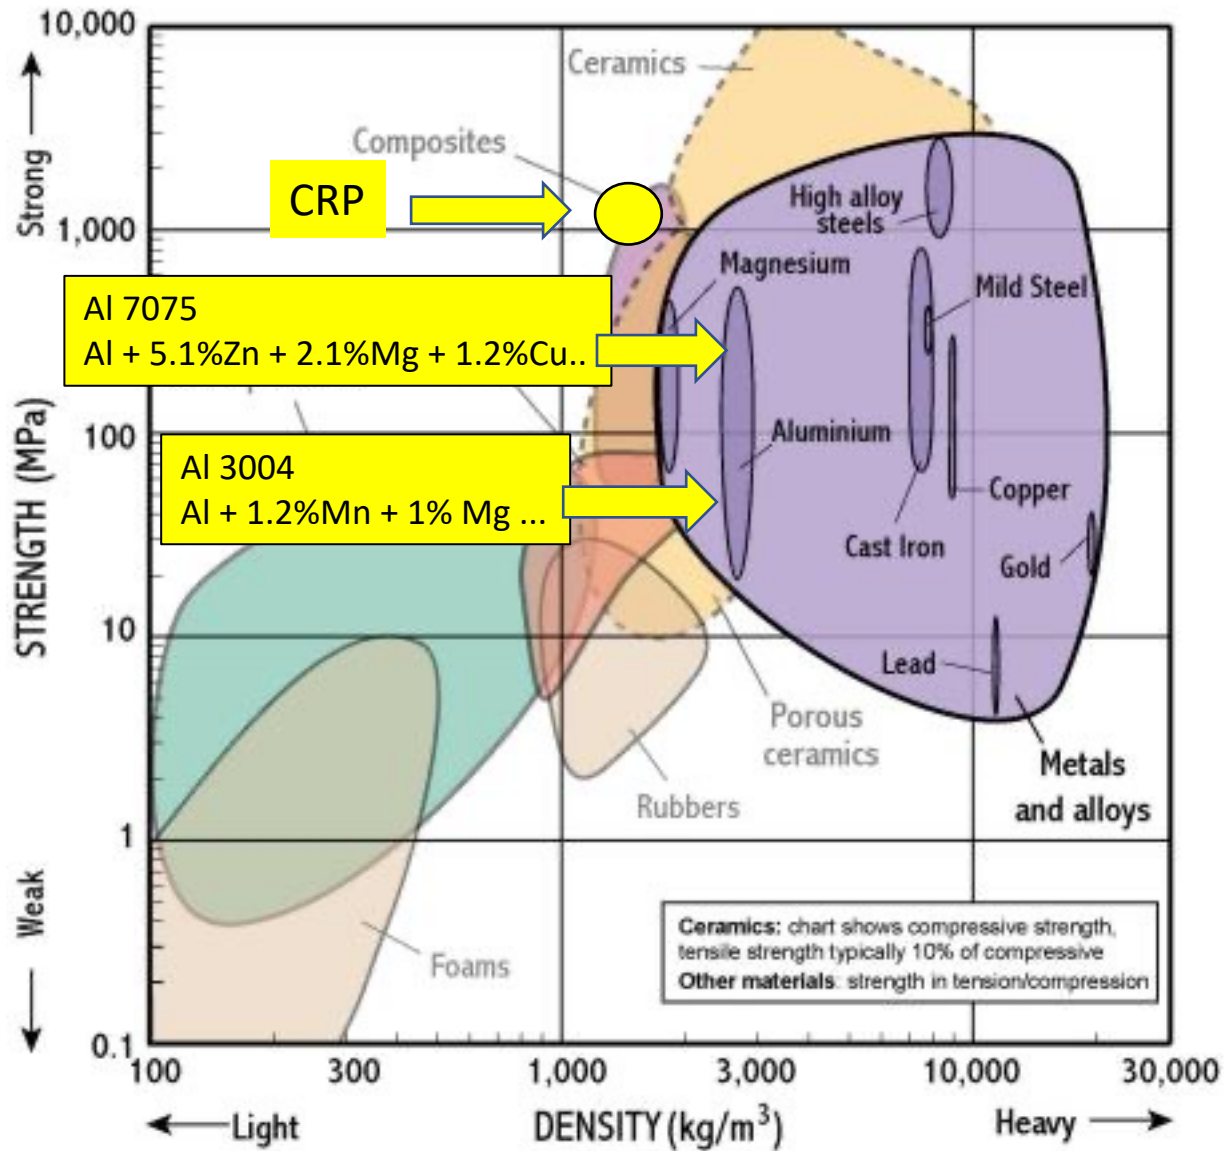 10,000
Ceramics
Composites
Strong
CRP
High alloy
steels
1,000
Magnesium
Mild Steel
Al 7075
Al + 5.1%Zn + 2.1%Mg + 1.2%Cu..
STRENGTH (MPa)
100
Aluminium
Al 3004
Al + 1.2%Mn + 1% Mg ...
Copper
Cast Iron
Gold
10
Lead
Porous
ceramics
Metals
and alloys
Rubbers
1
Weak
Foams
Ceramics: chart shows compressive strength,
tensile strength typically 10% of compressive
Other materials: strength in tension/compression
0.1
100 300 1,000 3,000 10,000 30,000
Light DENSITY (kg/m³) Heavy